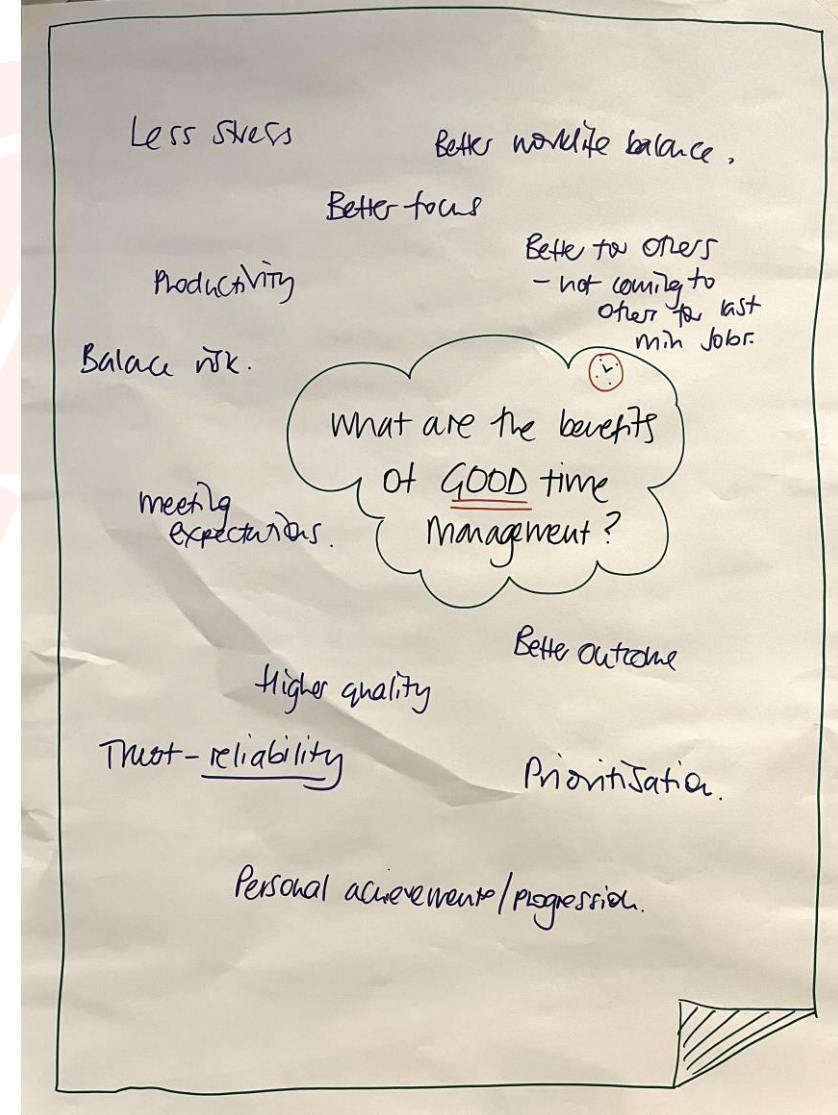 Less stress
Better worklife balance.
Better focus
Better for others
- not coming to
others for last
min jobs.
Productivity
Balace risk.
What are the benefits
of GOOD time
management?
meeting
expectations.
Better outcome
Higher quality
Trust - reliability
Prioritisation.
Personal achievements/progression.